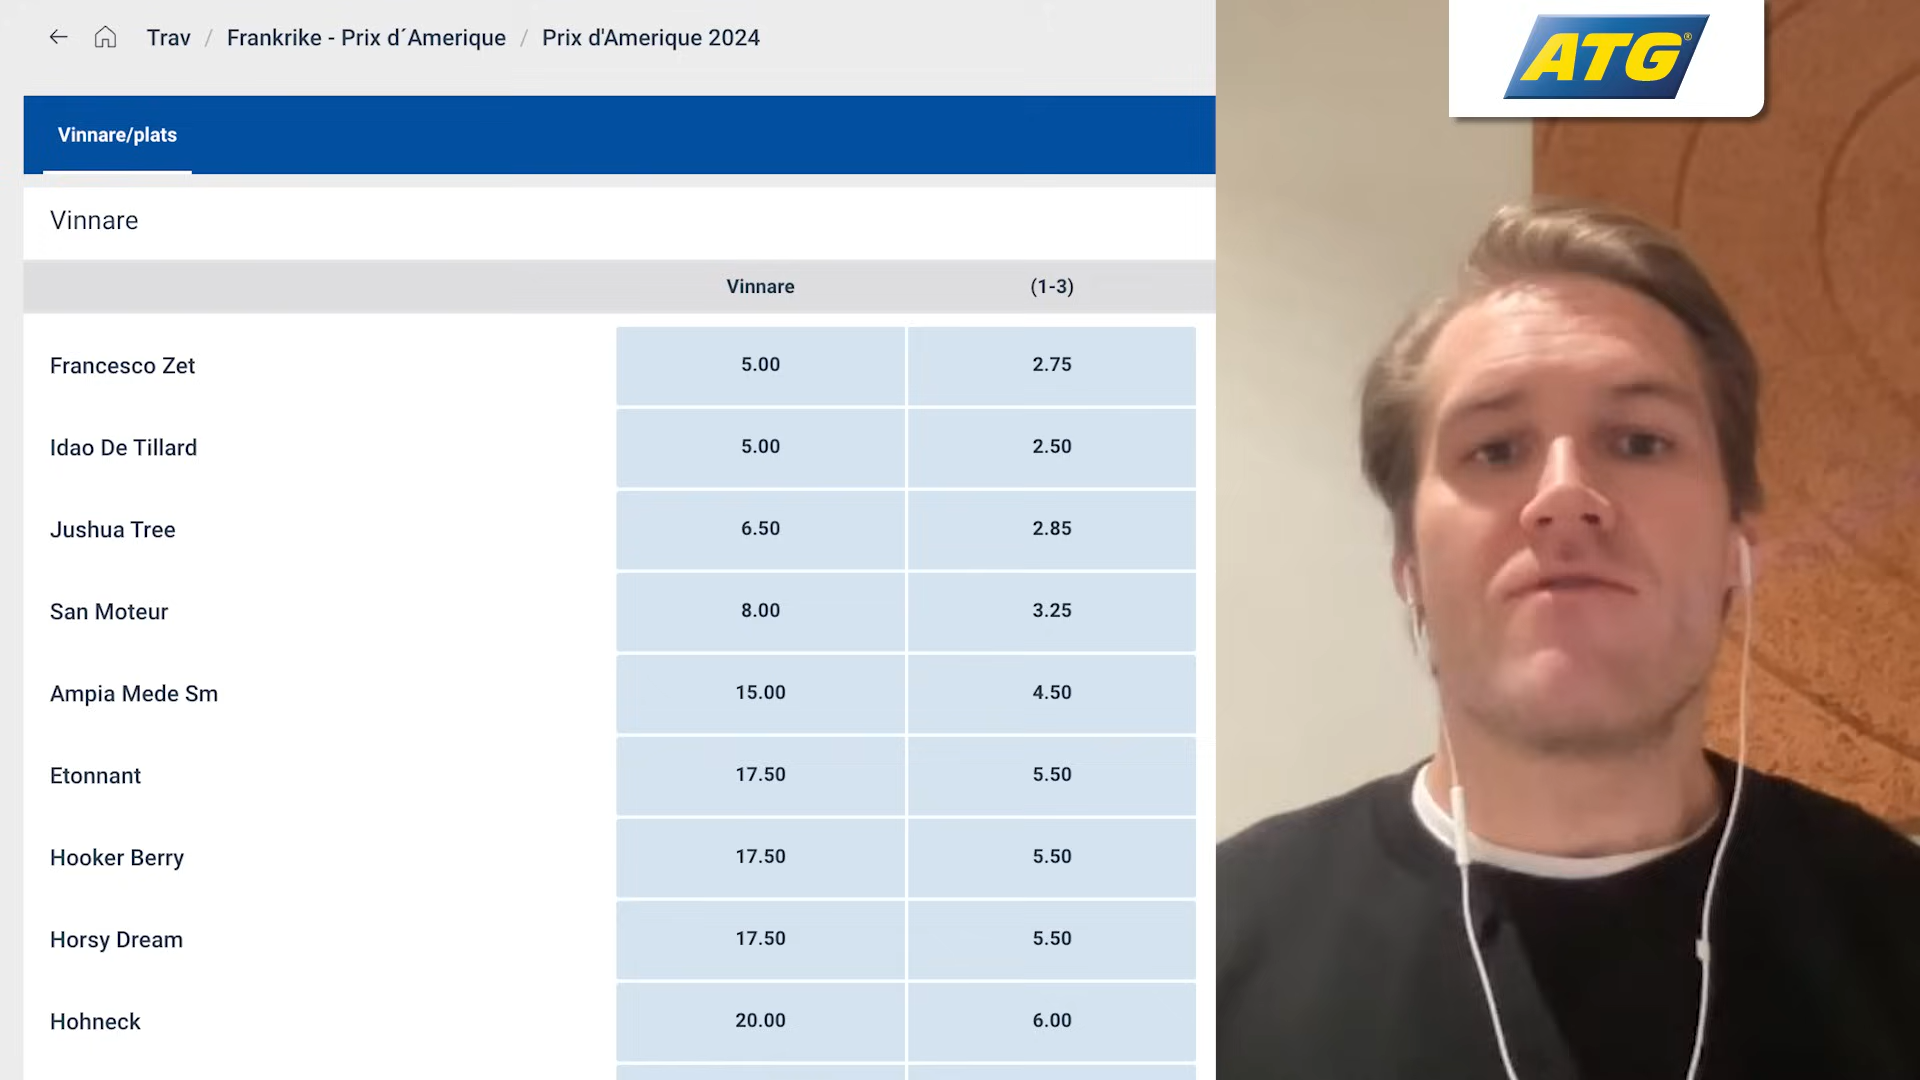 Trav / Frankrike - Prix d´Amerique / Prix d'Amerique 2024
ATG®
Vinnare/plats
Vinnare
Vinnare (1-3)
Francesco Zet 5.00 2.75
Idao De Tillard 5.00 2.50
Jushua Tree 6.50 2.85
San Moteur 8.00 3.25
Ampia Mede Sm 15.00 4.50
Etonnant 17.50 5.50
Hooker Berry 17.50 5.50
Horsy Dream 17.50 5.50
Hohneck 20.00 6.00